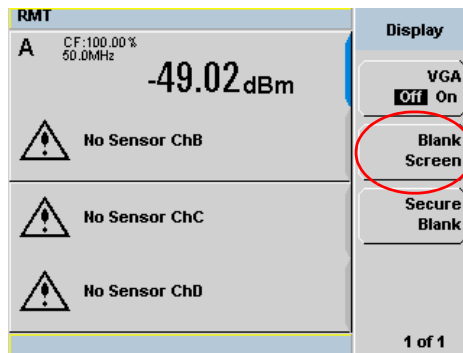 RMT
A
CF:100.00%
50.0MHz
-49.02dBm
No Sensor ChB
No Sensor ChC
No Sensor ChD
Display
VGA
Off On
Blank
Screen
Secure
Blank
1 of 1